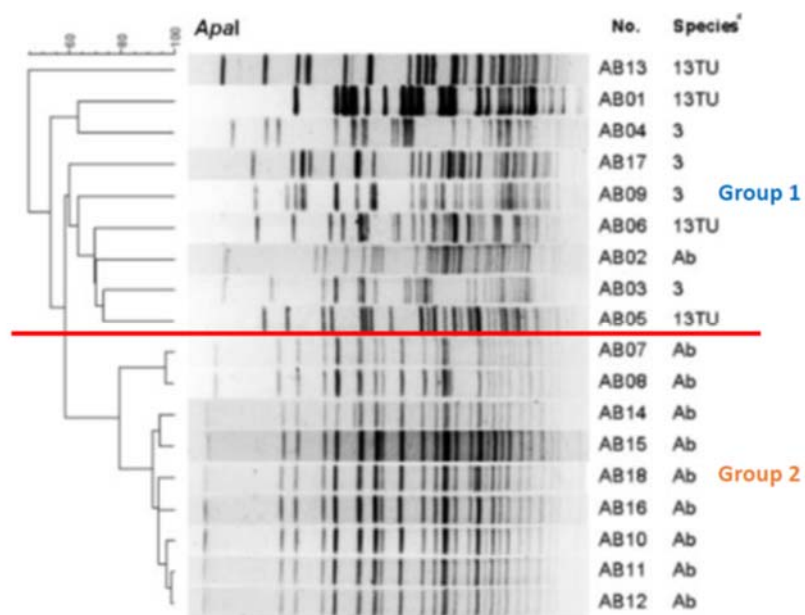 60 80 100 ApaI No. Species
AB13 13TU
AB01 13TU
AB04 3
AB17 3
AB09 3 Group 1
AB06 13TU
AB02 Ab
AB03 3
AB05 13TU
AB07 Ab
AB08 Ab
AB14 Ab
AB15 Ab
AB18 Ab Group 2
AB16 Ab
AB10 Ab
AB11 Ab
AB12 Ab